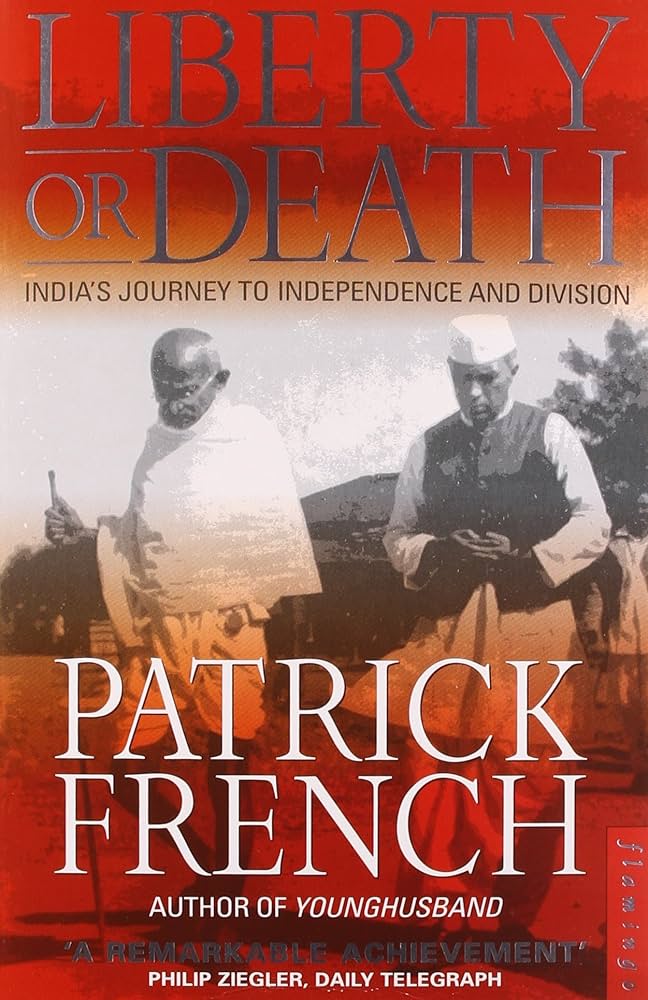 LIBERTY
OR DEATH
INDIA'S JOURNEY TO INDEPENDENCE AND DIVISION
PATRICK
FRENCH
AUTHOR OF YOUNGHUSBAND
'A REMARKABLE ACHIEVEMENT'
PHILIP ZIEGLER, DAILY TELEGRAPH
flamingo